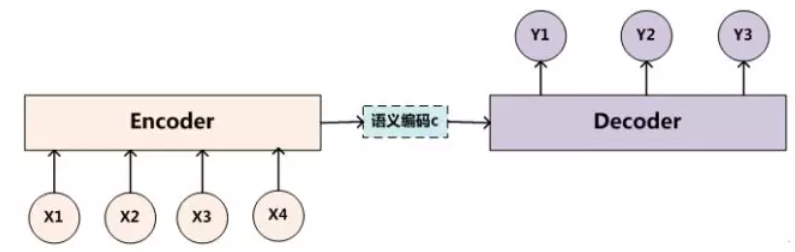 Y1 Y2 Y3
Encoder 语义编码c Decoder
X1 X2 X3 X4